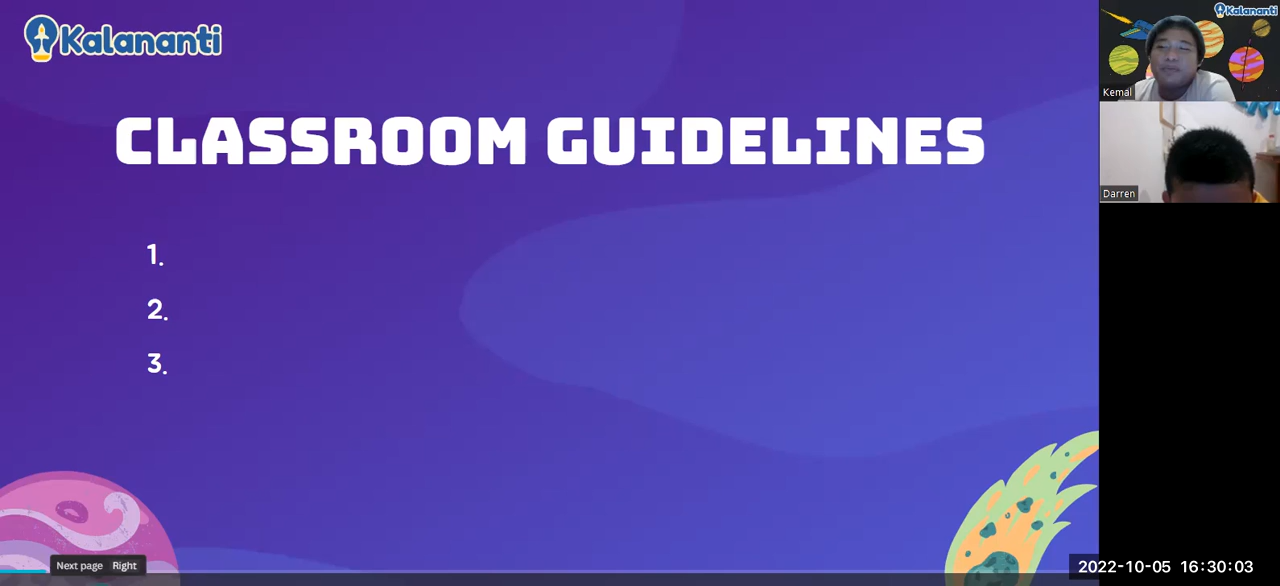 Kalananti
CLASSROOM GUIDELINES
1.
2.
3.
Next page Right
Kalananti
Kemal
Darren
2022-10-05 16:30:03